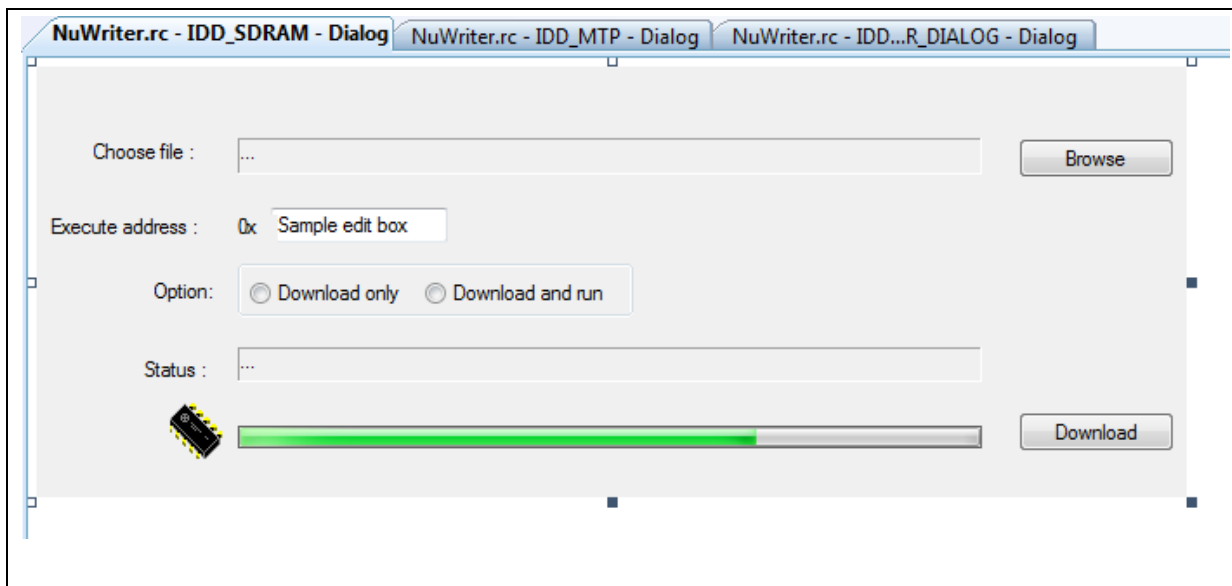 NuWriter.rc - IDD_SDRAM - Dialog NuWriter.rc - IDD_MTP - Dialog NuWriter.rc - IDD...R_DIALOG - Dialog
Choose file : ... Browse
Execute address : 0x Sample edit box
Option: Download only Download and run
Status : ...
Download